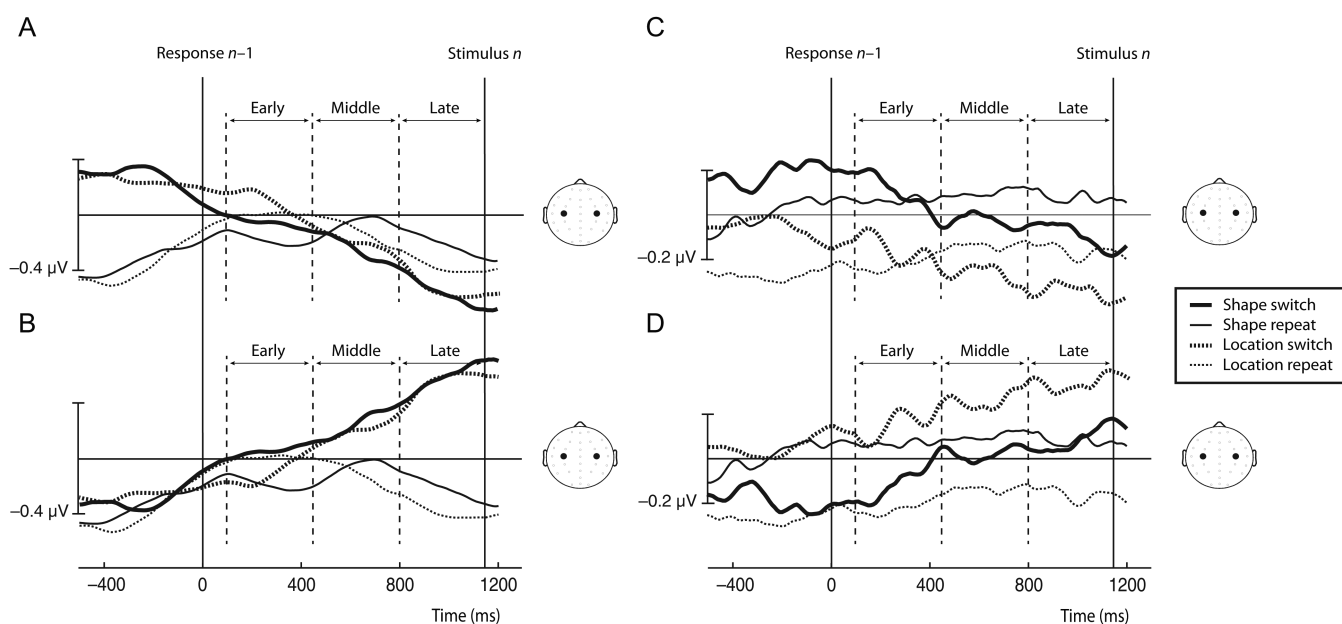 A
Response n–1
Stimulus n
Early
Middle
Late
–0.4 µV
B
Early
Middle
Late
–0.4 µV
–400
0
400
800
1200
Time (ms)
C
Response n–1
Stimulus n
Early
Middle
Late
–0.2 µV
D
Early
Middle
Late
–0.2 µV
–400
0
400
800
1200
Time (ms)
Shape switch
Shape repeat
Location switch
Location repeat